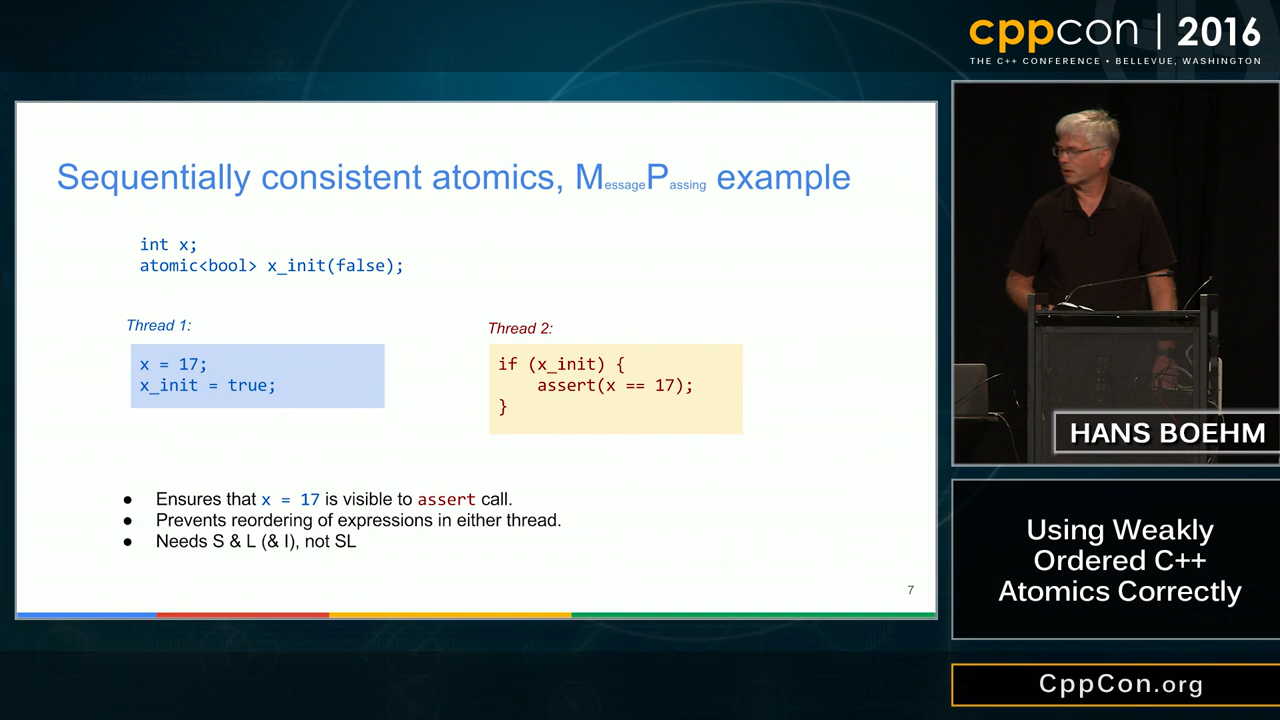 cppcon | 2016
THE C++ CONFERENCE • BELLEVUE, WASHINGTON
Sequentially consistent atomics, MessagePassing example
int x;
atomic<bool> x_init(false);
Thread 1:
x = 17;
x_init = true;
Thread 2:
if (x_init) {
assert(x == 17);
}
● Ensures that x = 17 is visible to assert call.
● Prevents reordering of expressions in either thread.
● Needs S & L (& I), not SL
7
HANS BOEHM
Using Weakly
Ordered C++
Atomics Correctly
CppCon.org